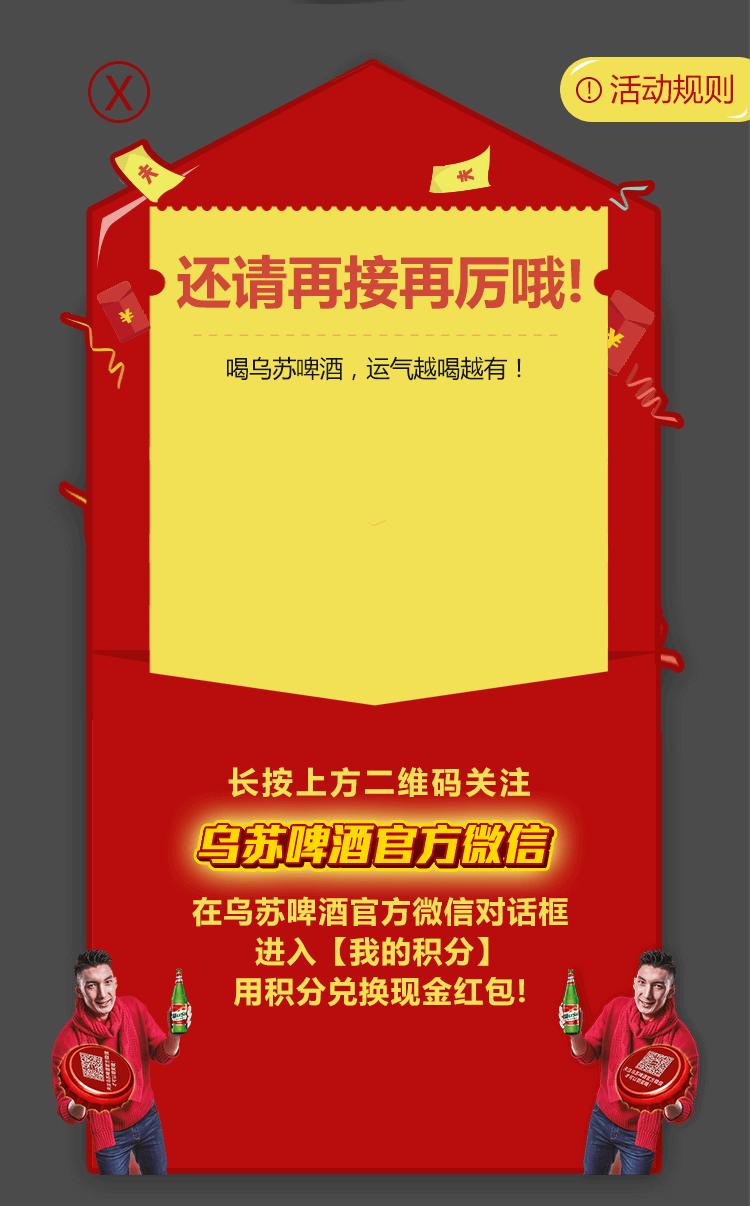 X
活动规则
还请再接再厉哦!
喝乌苏啤酒，运气越喝越有！
¥
¥
长按上方二维码关注
乌苏啤酒官方微信
在乌苏啤酒官方微信对话框
进入【我的积分】
用积分兑换现金红包!